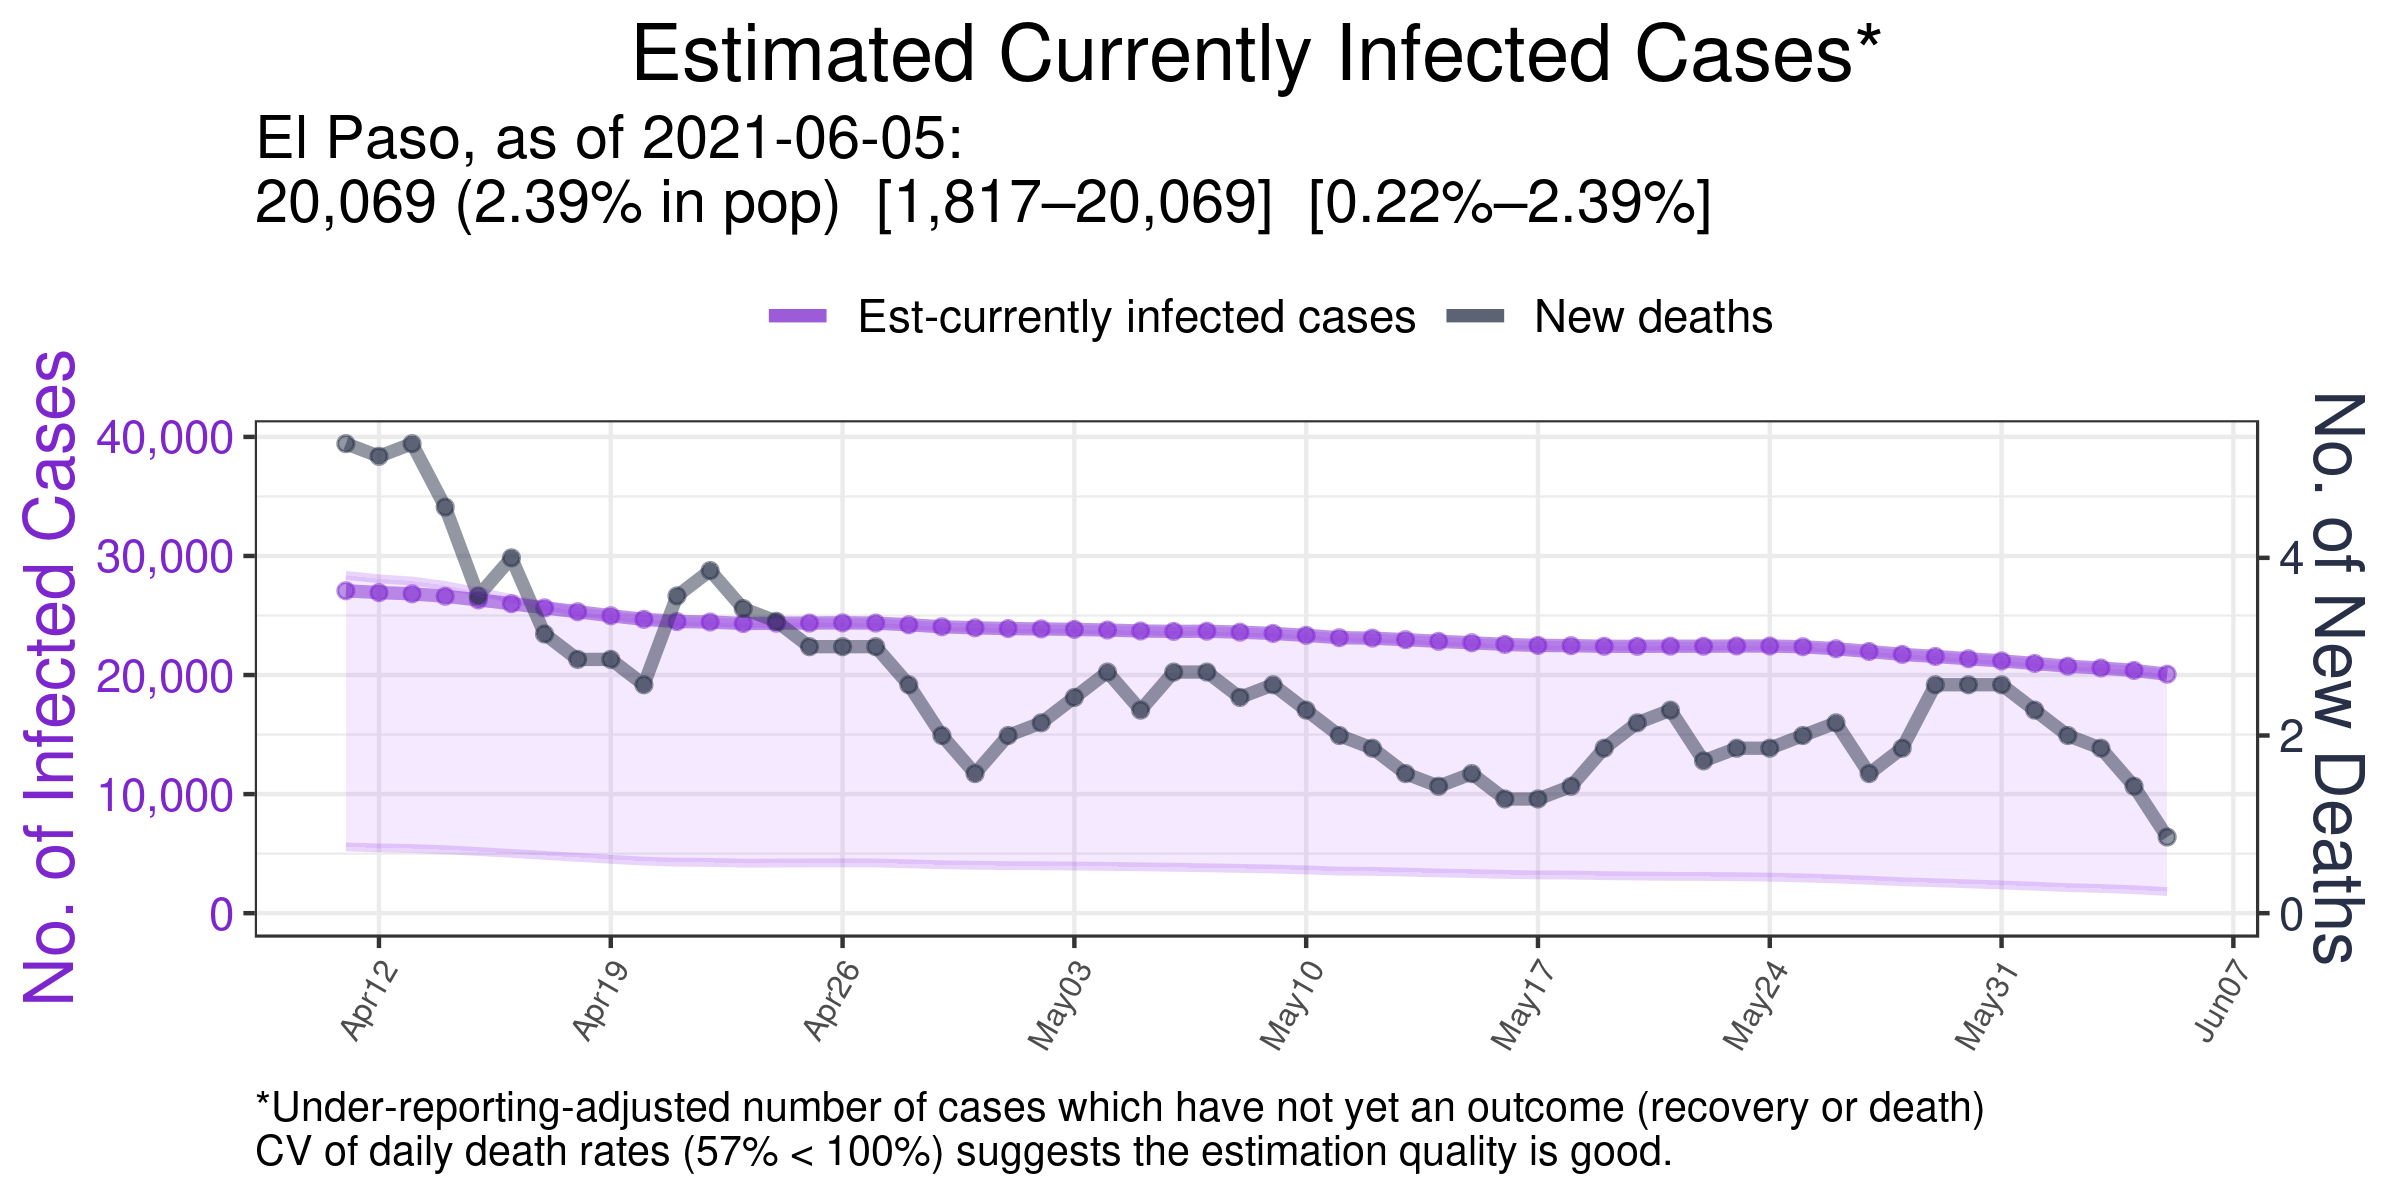 Estimated Currently Infected Cases*
El Paso, as of 2021-06-05:
20,069 (2.39% in pop)  [1,817–20,069]  [0.22%–2.39%]
Est-currently infected cases
New deaths
No. of Infected Cases
40,000
30,000
20,000
10,000
0
No. of New Deaths
4
2
0
Apr12
Apr19
Apr26
May03
May10
May17
May24
May31
Jun07
*Under-reporting-adjusted number of cases which have not yet an outcome (recovery or death)
CV of daily death rates (57% < 100%) suggests the estimation quality is good.